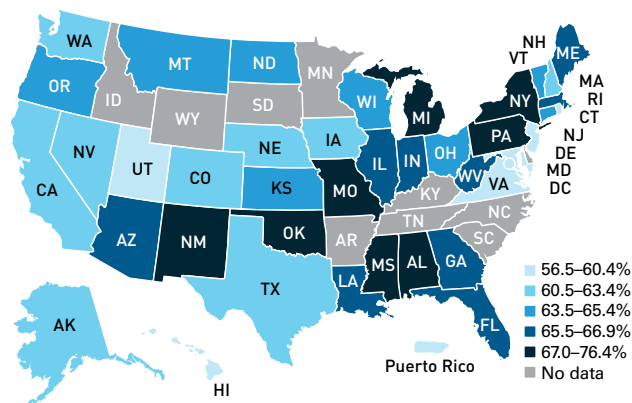 WA
OR
CA
NV
ID
MT
WY
UT
AZ
CO
NM
ND
SD
NE
KS
OK
TX
MN
IA
MO
AR
LA
WI
IL
MS
MI
IN
KY
TN
AL
OH
WV
GA
FL
SC
NC
VA
PA
NY
VT
NH
ME
MA
RI
CT
NJ
DE
MD
DC
AK
HI
Puerto Rico
56.5–60.4%
60.5–63.4%
63.5–65.4%
65.5–66.9%
67.0–76.4%
No data